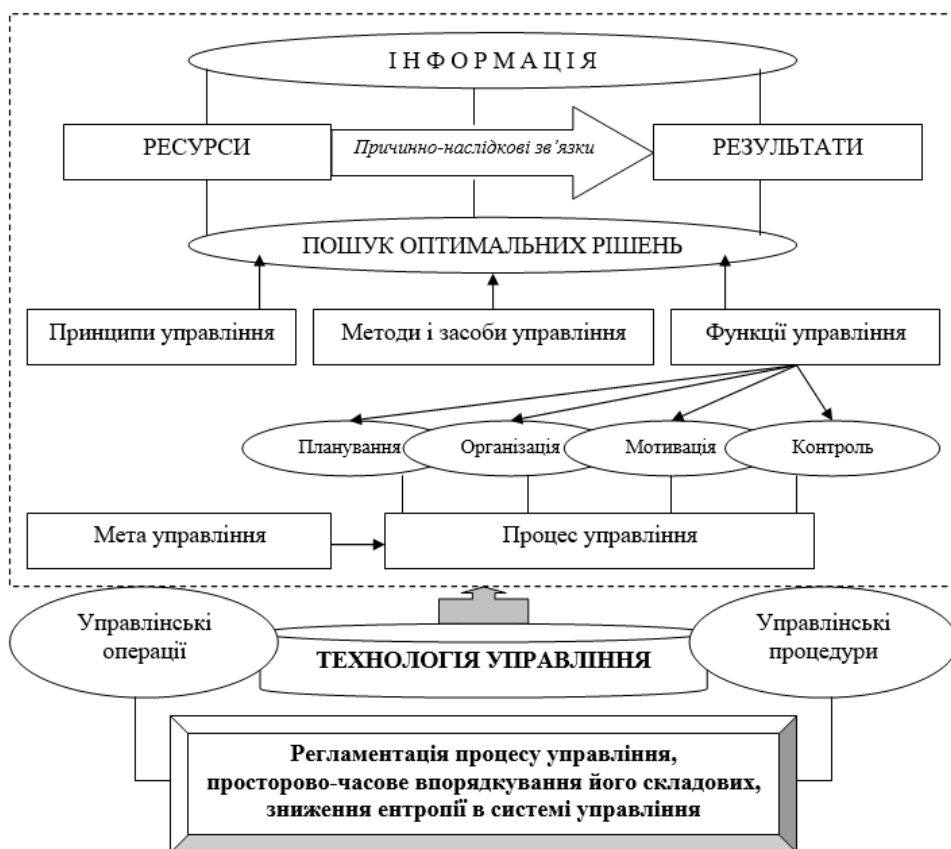 ІНФОРМАЦІЯ
РЕСУРСИ
Причинно-наслідкові зв’язки
РЕЗУЛЬТАТИ
ПОШУК ОПТИМАЛЬНИХ РІШЕНЬ
Принципи управління
Методи і засоби управління
Функції управління
Планування
Організація
Мотивація
Контроль
Мета управління
Процес управління
Управлінські
операції
ТЕХНОЛОГІЯ УПРАВЛІННЯ
Управлінські
процедури
Регламентація процесу управління,
просторово-часове впорядкування його складових,
зниження ентропії в системі управління